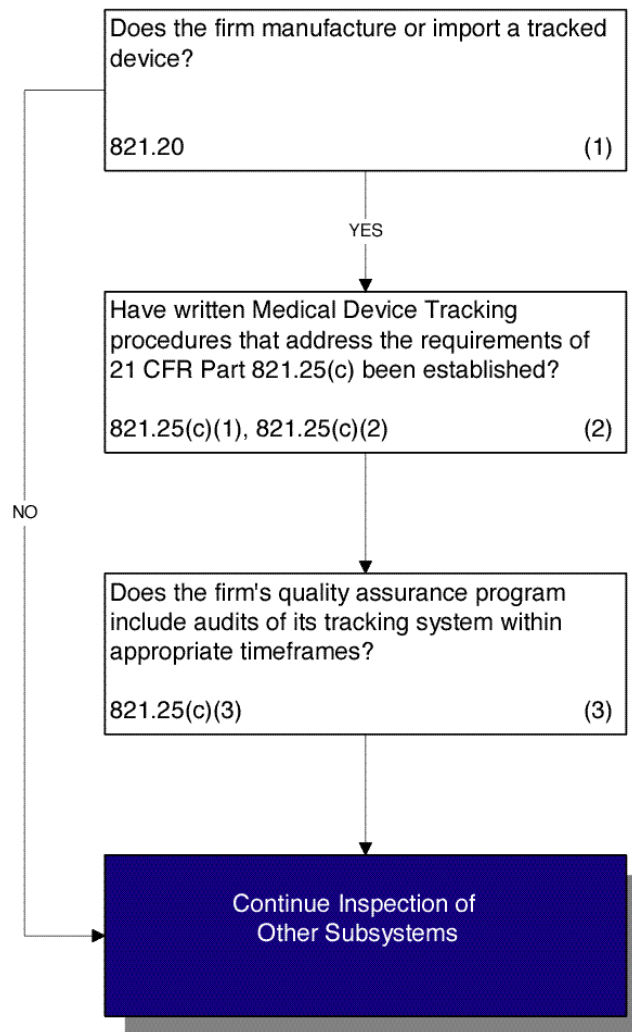 Does the firm manufacture or import a tracked
device?
821.20 (1)
YES
Have written Medical Device Tracking
procedures that address the requirements of
21 CFR Part 821.25(c) been established?
821.25(c)(1), 821.25(c)(2) (2)
NO
Does the firm's quality assurance program
include audits of its tracking system within
appropriate timeframes?
821.25(c)(3) (3)
Continue Inspection of
Other Subsystems